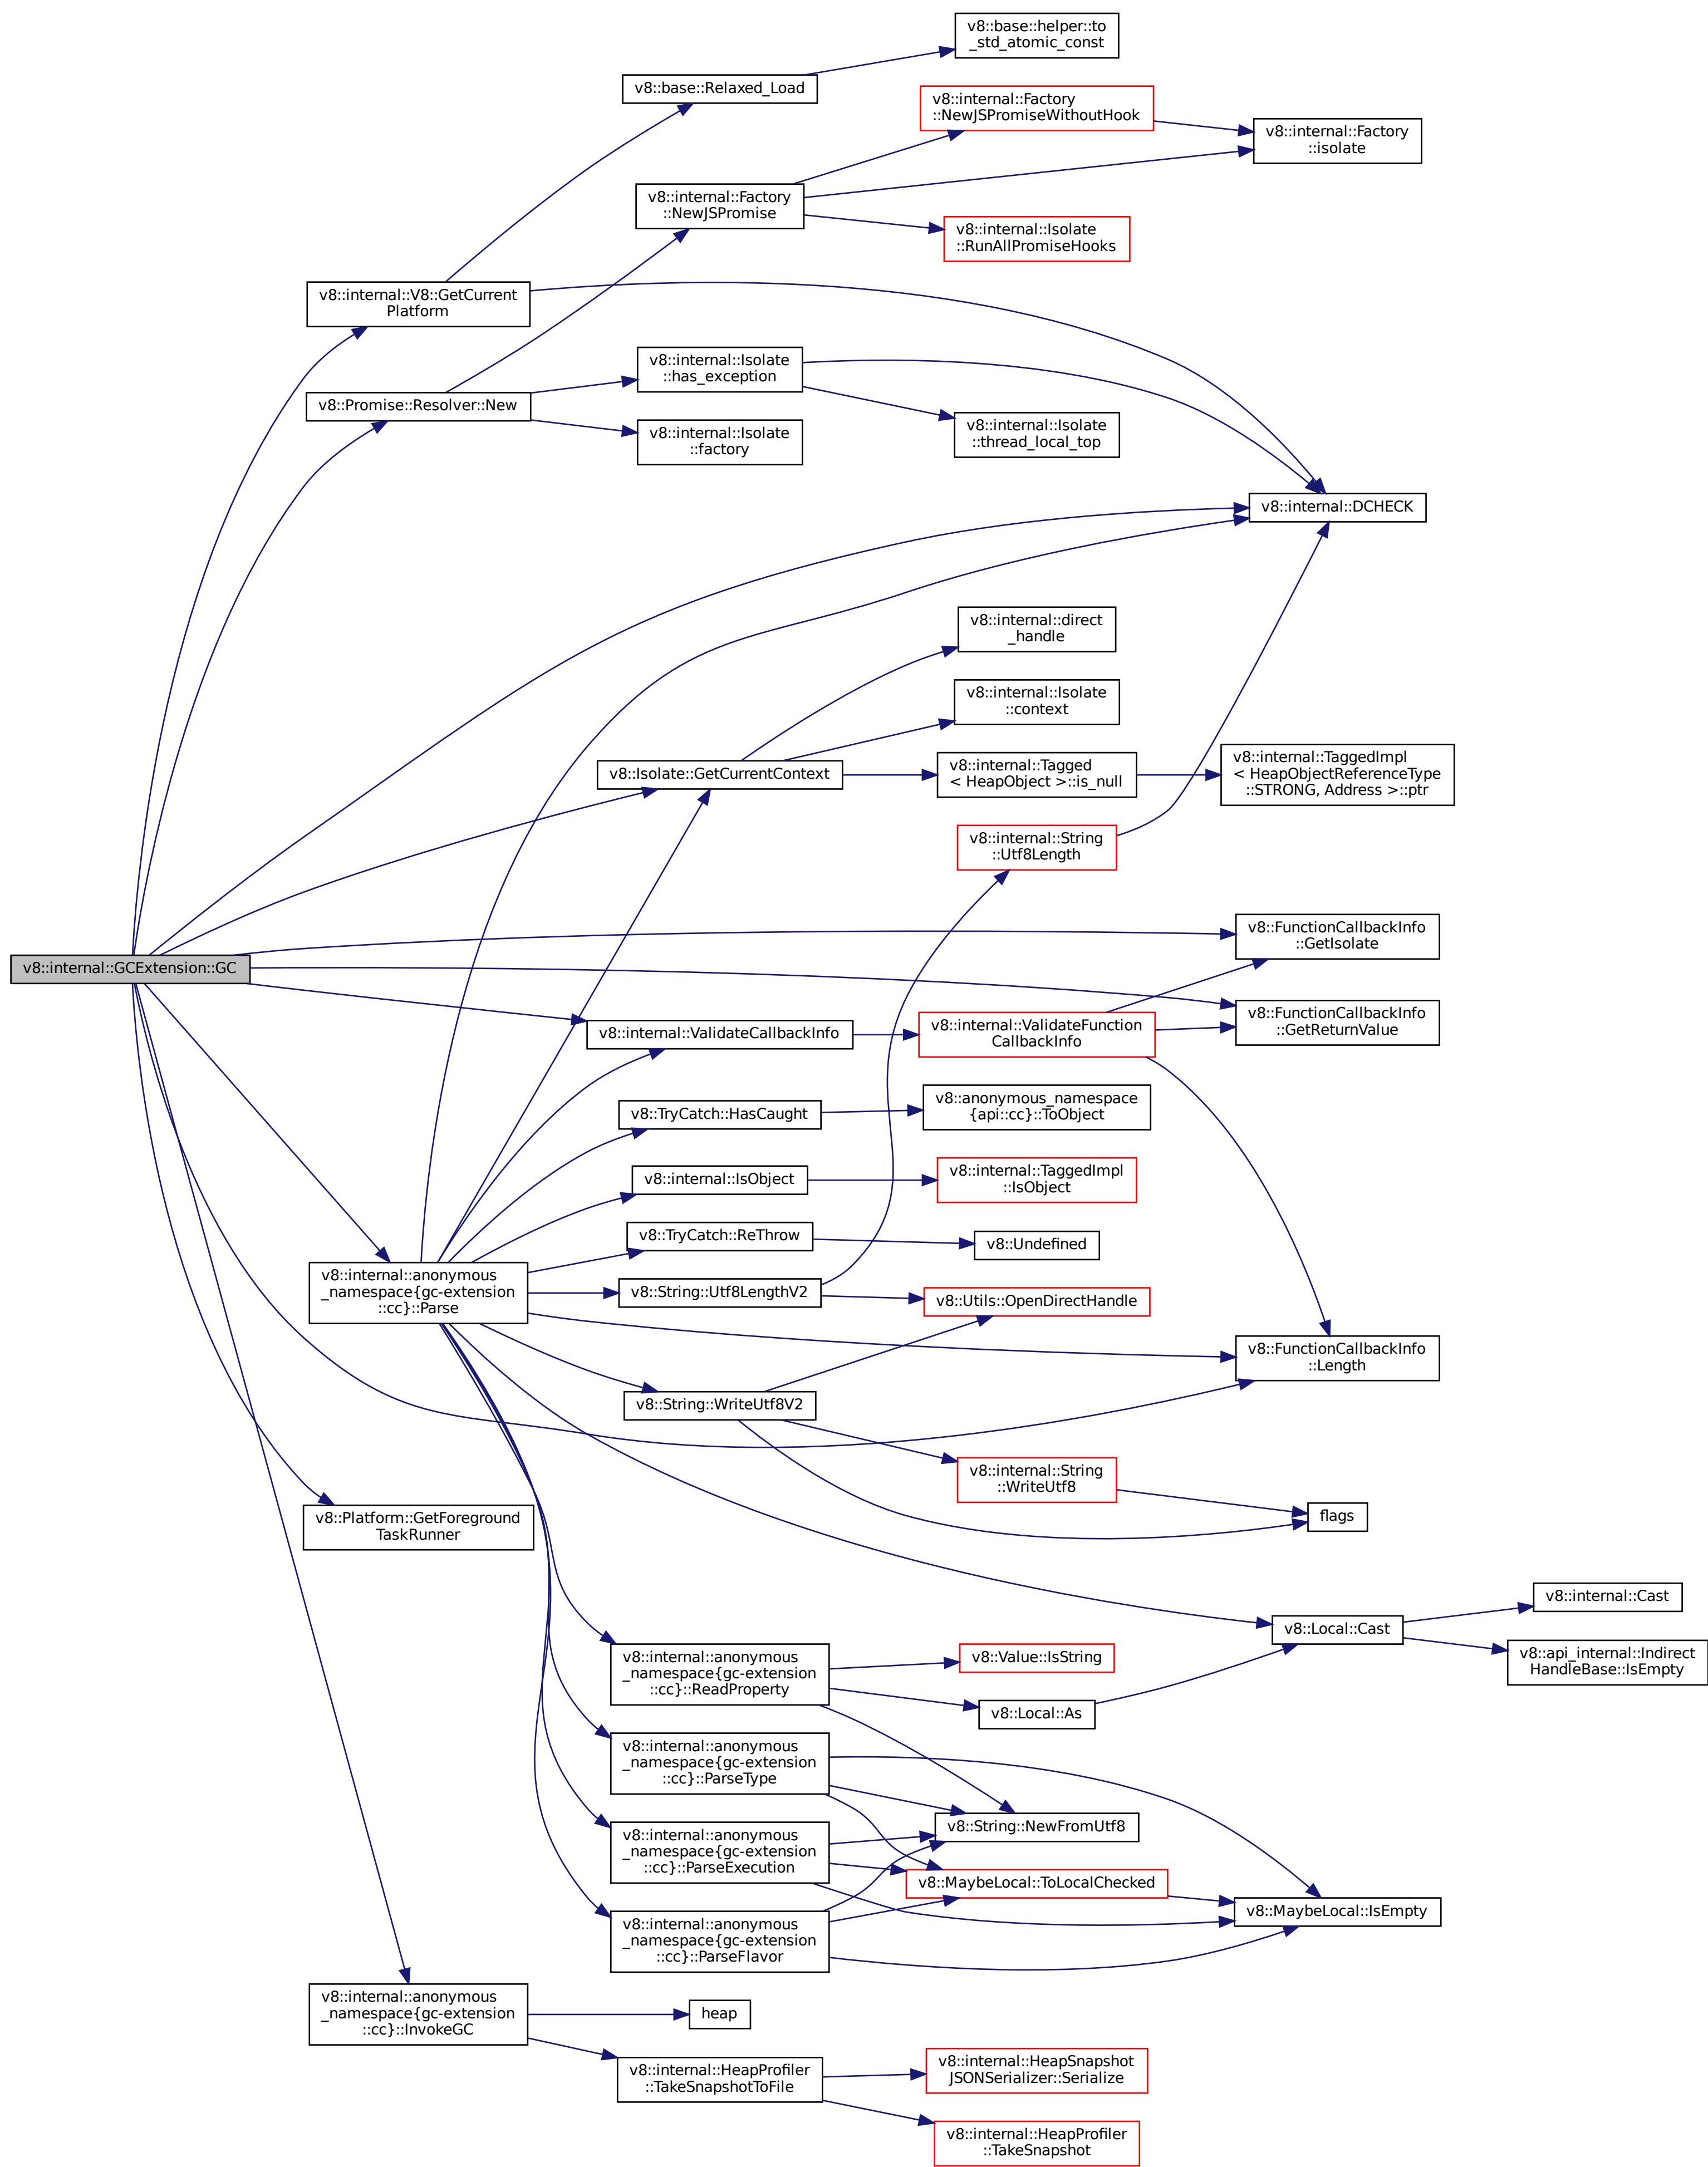 v8::base::helper::to
_std_atomic_const
v8::base::Relaxed_Load
v8::internal::Factory
::NewJSPromiseWithoutHook
v8::internal::Factory
::isolate
v8::internal::Factory
::NewJSPromise
v8::internal::Isolate
::RunAllPromiseHooks
v8::internal::V8::GetCurrent
Platform
v8::internal::Isolate
::has_exception
v8::Promise::Resolver::New
v8::internal::Isolate
::thread_local_top
v8::internal::Isolate
::factory
v8::internal::DCHECK
v8::internal::direct
_handle
v8::internal::Isolate
::context
v8::Isolate::GetCurrentContext
v8::internal::Tagged
< HeapObject >::is_null
v8::internal::TaggedImpl
< HeapObjectReferenceType
::STRONG, Address >::ptr
v8::internal::String
::Utf8Length
v8::FunctionCallbackInfo
::GetIsolate
v8::internal::GCExtension::GC
v8::FunctionCallbackInfo
::GetReturnValue
v8::internal::ValidateCallbackInfo
v8::internal::ValidateFunction
CallbackInfo
v8::TryCatch::HasCaught
v8::anonymous_namespace
{api::cc}::ToObject
v8::internal::IsObject
v8::internal::TaggedImpl
::IsObject
v8::TryCatch::ReThrow
v8::Undefined
v8::internal::anonymous
_namespace{gc-extension
::cc}::Parse
v8::String::Utf8LengthV2
v8::Utils::OpenDirectHandle
v8::FunctionCallbackInfo
::Length
v8::String::WriteUtf8V2
v8::internal::String
::WriteUtf8
flags
v8::Platform::GetForeground
TaskRunner
v8::internal::Cast
v8::Local::Cast
v8::api_internal::Indirect
HandleBase::IsEmpty
v8::internal::anonymous
_namespace{gc-extension
::cc}::ReadProperty
v8::Value::IsString
v8::Local::As
v8::internal::anonymous
_namespace{gc-extension
::cc}::ParseType
v8::String::NewFromUtf8
v8::internal::anonymous
_namespace{gc-extension
::cc}::ParseExecution
v8::MaybeLocal::ToLocalChecked
v8::MaybeLocal::IsEmpty
v8::internal::anonymous
_namespace{gc-extension
::cc}::ParseFlavor
v8::internal::anonymous
_namespace{gc-extension
::cc}::InvokeGC
heap
v8::internal::HeapProfiler
::TakeSnapshotToFile
v8::internal::HeapSnapshot
JSONSerializer::Serialize
v8::internal::HeapProfiler
::TakeSnapshot